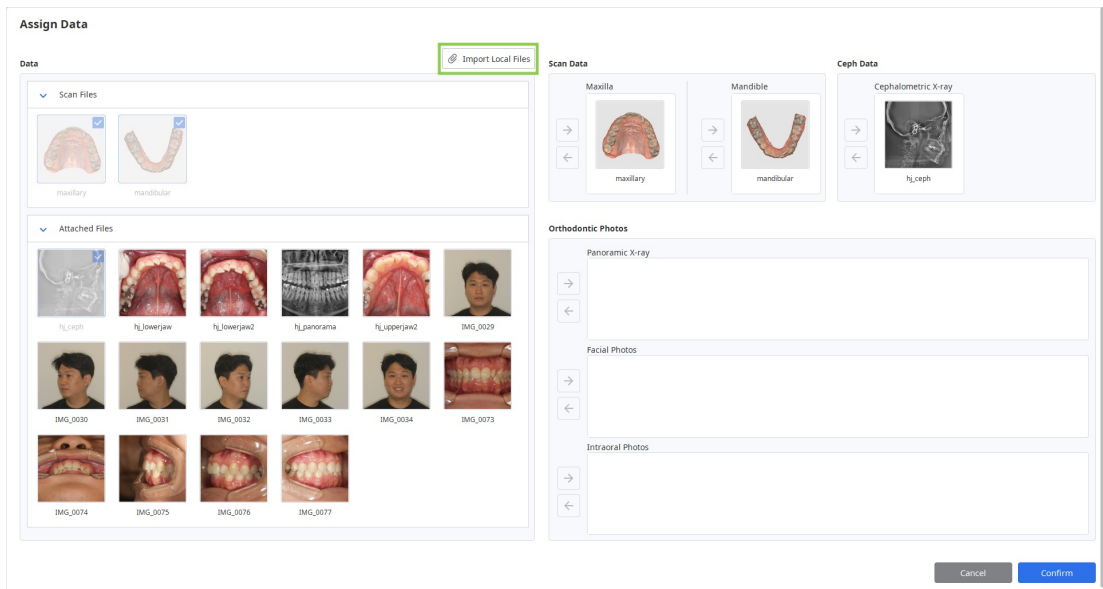 Assign Data
Data
Import Local Files
Scan Files
maxillary
mandibular
Attached Files
hj_ceph
hj_lowerjaw
hj_lowerjaw2
hj_panorama
hj_upperjaw2
IMG_0029
IMG_0030
IMG_0031
IMG_0032
IMG_0033
IMG_0034
IMG_0073
IMG_0074
IMG_0075
IMG_0076
IMG_0077
Scan Data
Maxilla
maxillary
Mandible
mandibular
Ceph Data
Cephalometric X-ray
hj_ceph
Orthodontic Photos
Panoramic X-ray
Facial Photos
Intraoral Photos
Cancel
Confirm